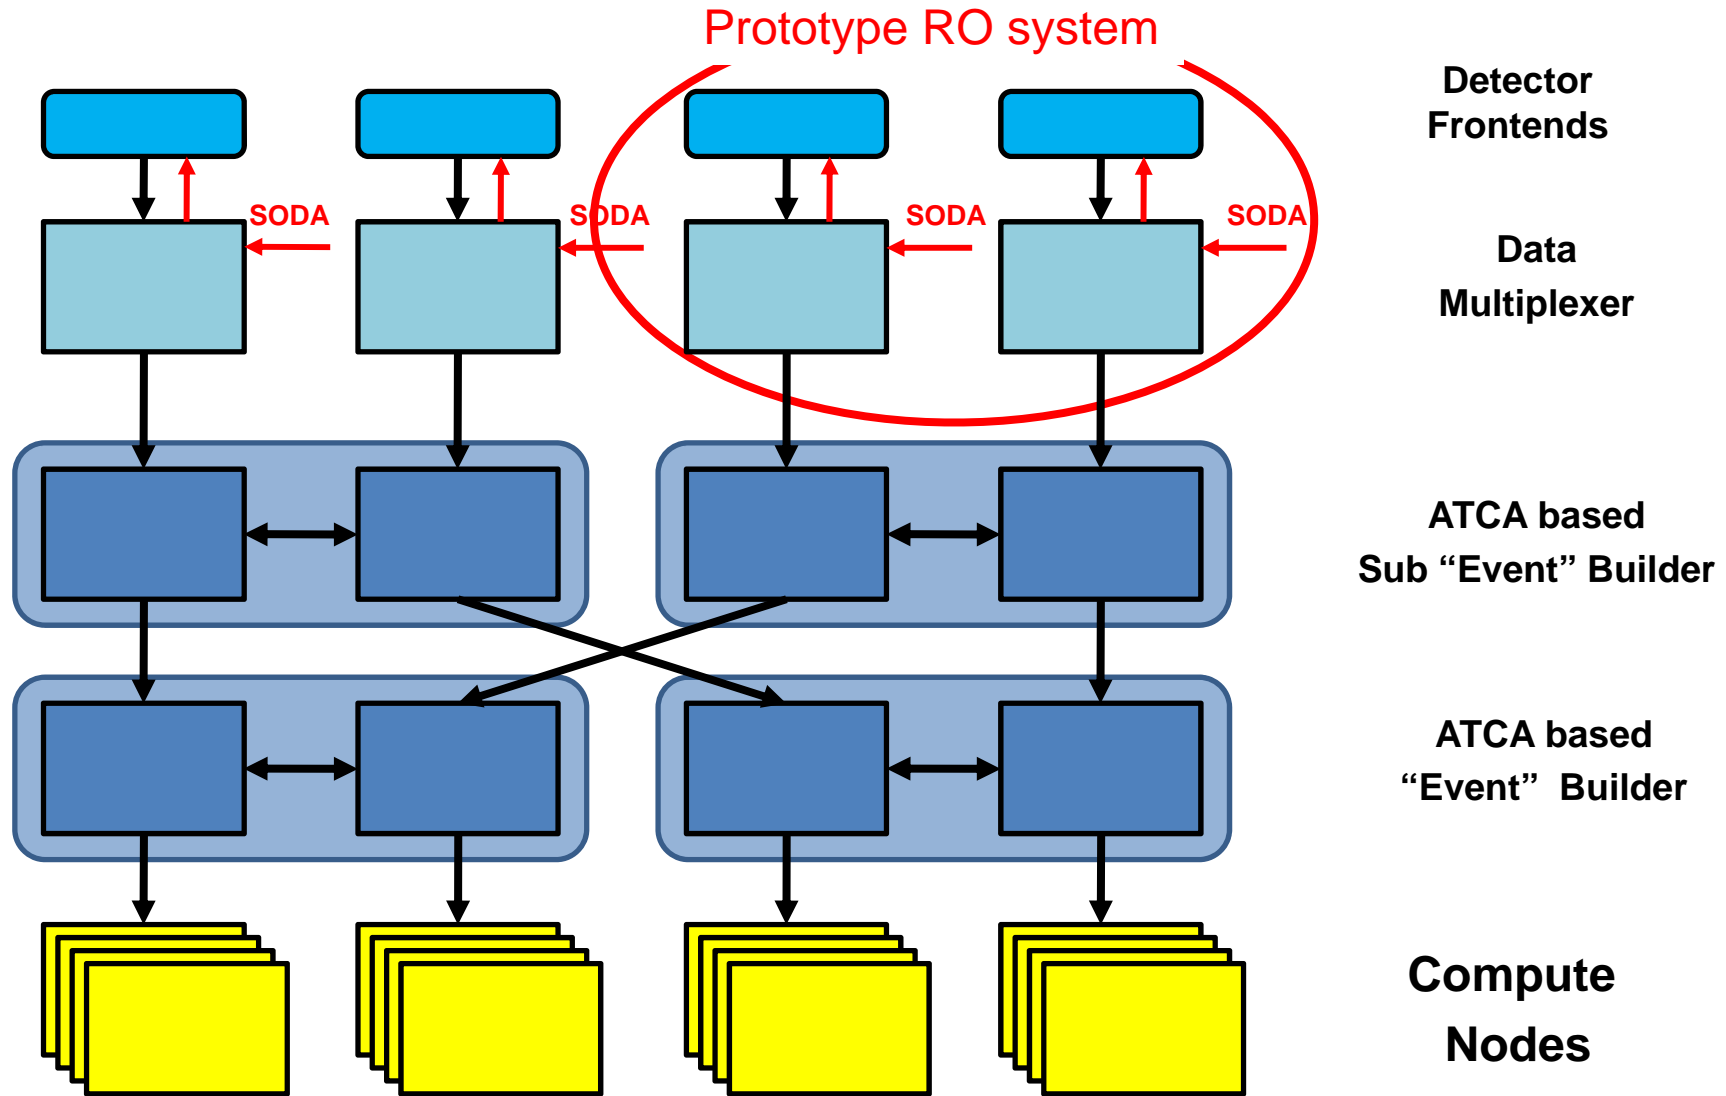 Prototype RO system
Detector
Frontends
SODA
SODA
SODA
SODA
Data
Multiplexer
ATCA based
Sub “Event” Builder
ATCA based
“Event” Builder
Compute
Nodes